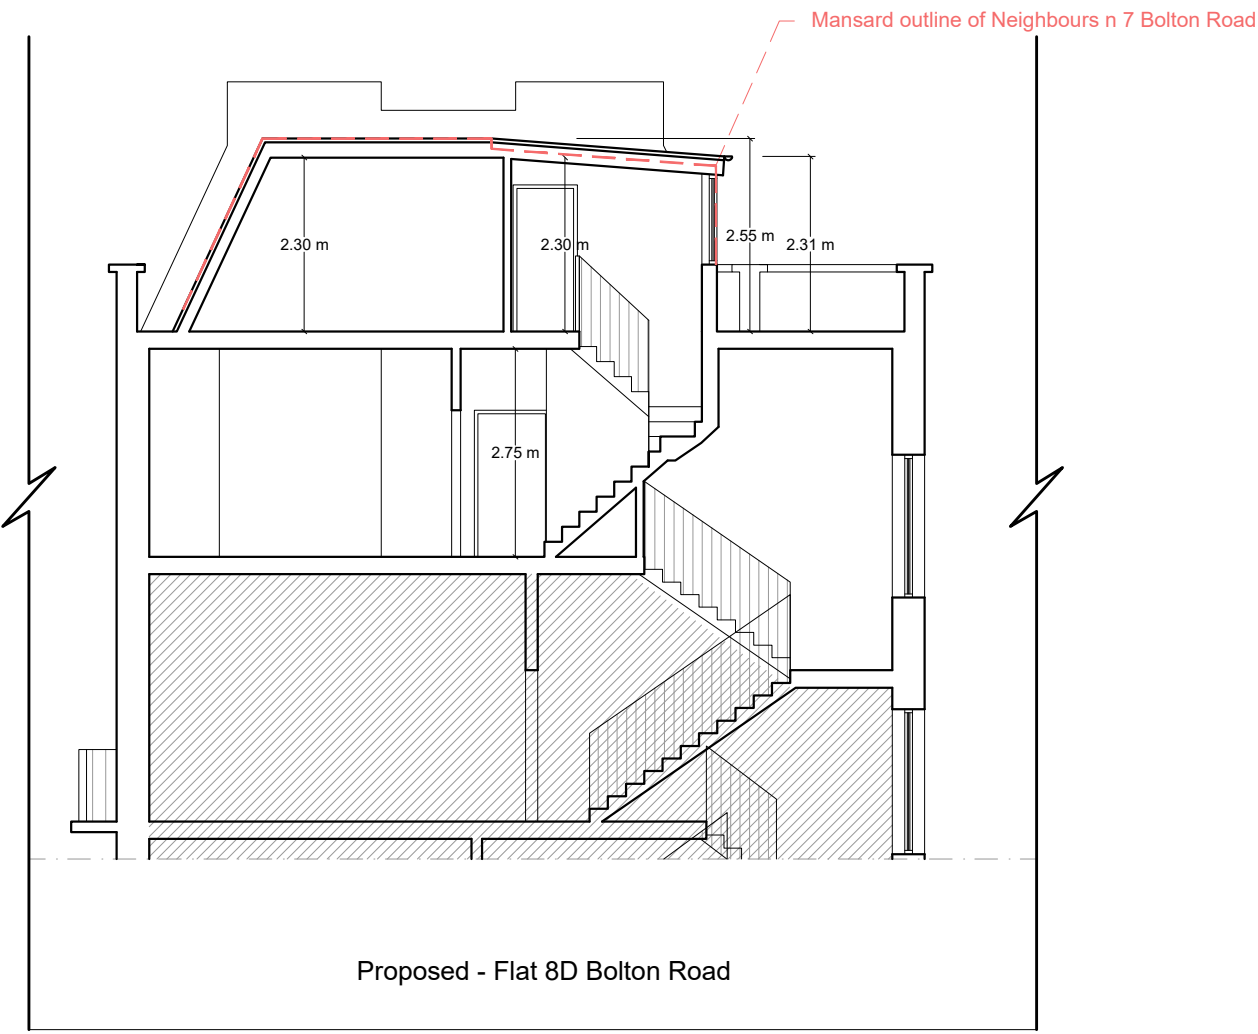 Mansard outline of Neighbours n 7 Bolton Road
2.30 m
2.30 m
2.55 m
2.31 m
2.75 m
Proposed - Flat 8D Bolton Road